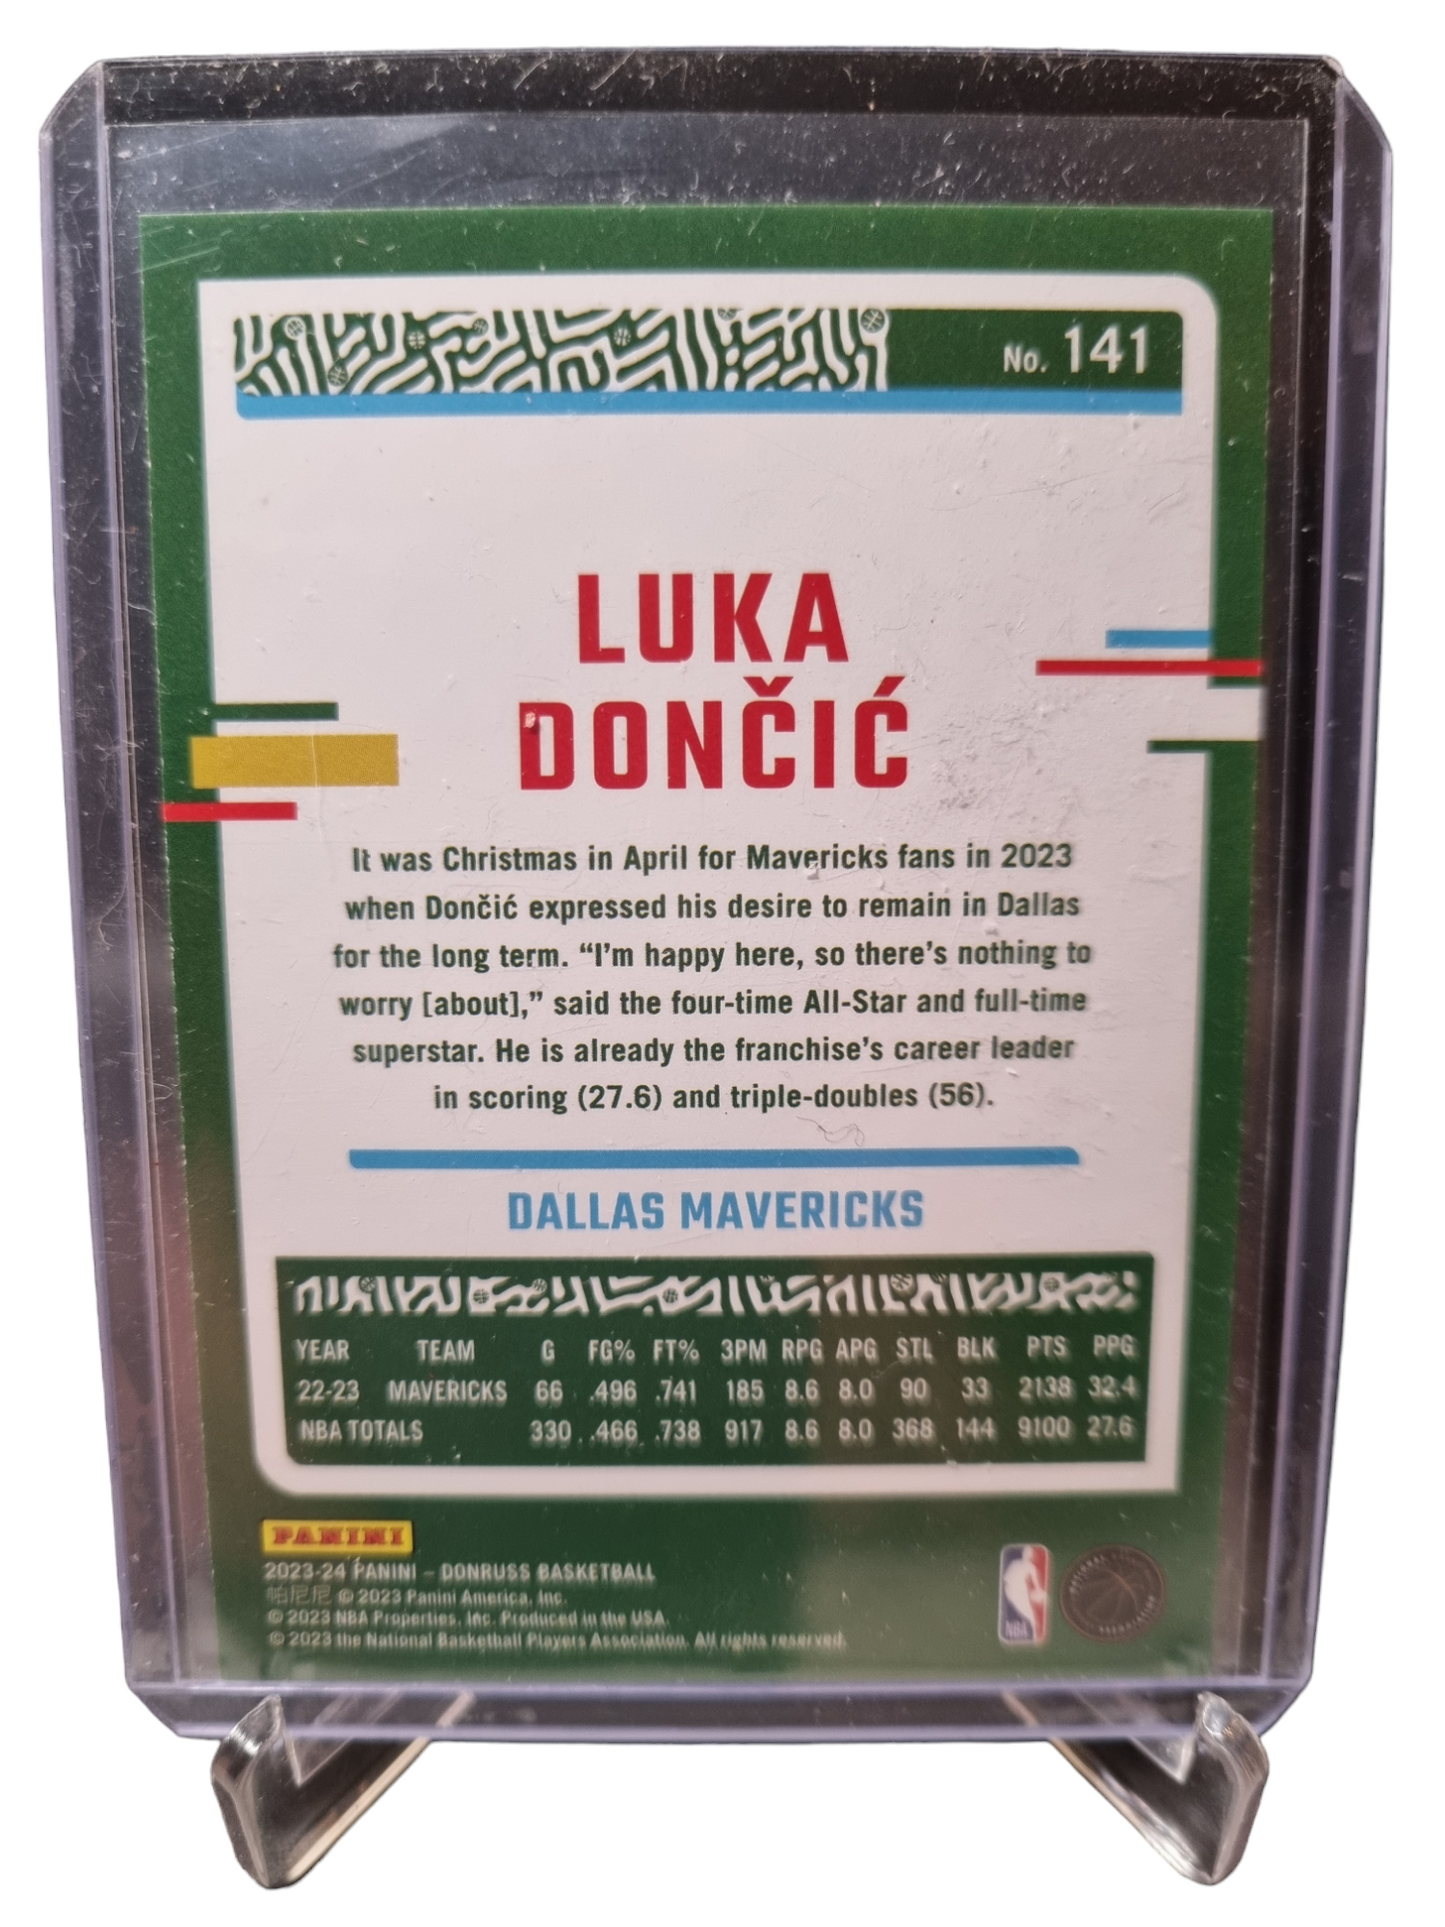 No. 141
LUKA
DONČIĆ
It was Christmas in April for Mavericks fans in 2023
when Dončić expressed his desire to remain in Dallas
for the long term. “I’m happy here, so there’s nothing to
worry [about],” said the four-time All-Star and full-time
superstar. He is already the franchise’s career leader
in scoring (27.6) and triple-doubles (56).
DALLAS MAVERICKS
YEAR TEAM G FG% FT% 3PM RPG APG STL BLK PTS PPG
22-23 MAVERICKS 66 .496 .741 185 8.6 8.0 90 33 2138 32.4
NBA TOTALS 330 .466 .738 917 8.6 8.0 368 144 9100 27.6
PANINI
2023-24 PANINI – DONRUSS BASKETBALL
帕尼尼 © 2023 Panini America, Inc.
© 2023 NBA Properties, Inc. Produced in the USA.
© 2023 the National Basketball Players Association. All rights reserved.
NBA